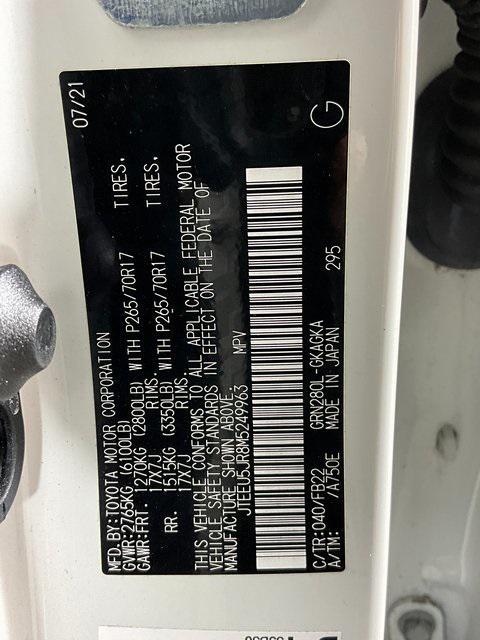 MFD.BY:TOYOTA MOTOR CORPORATION 07/21
GVWR:2765KG(6100LB)
GAWR:FRT. 1270KG (2800LB) WITH P265/70R17 TIRES,
17X7J RIMS.
RR. 1515KG (3350LB) WITH P265/70R17 TIRES,
17X7J RIMS.
THIS VEHICLE CONFORMS TO ALL APPLICABLE FEDERAL MOTOR
VEHICLE SAFETY STANDARDS IN EFFECT ON THE DATE OF
MANUFACTURE SHOWN ABOVE.
JTEEU5JR8M5249963 MPV
C/TR:040/FB22 GRN280L-GKAGKA 295
A/TM: /A750E MADE IN JAPAN G